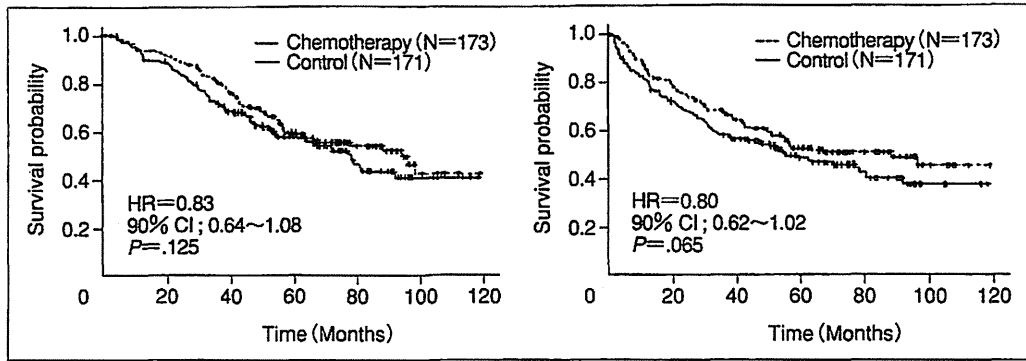 Survival probability
1.0
0.8
0.6
0.4
0.2
0
20
40
60
80
100
120
Time (Months)
Chemotherapy (N=173)
Control (N=171)
HR=0.83
90% CI ; 0.64~1.08
P=.125
Survival probability
1.0
0.8
0.6
0.4
0.2
0
20
40
60
80
100
120
Time (Months)
Chemotherapy (N=173)
Control (N=171)
HR=0.80
90% CI ; 0.62~1.02
P=.065